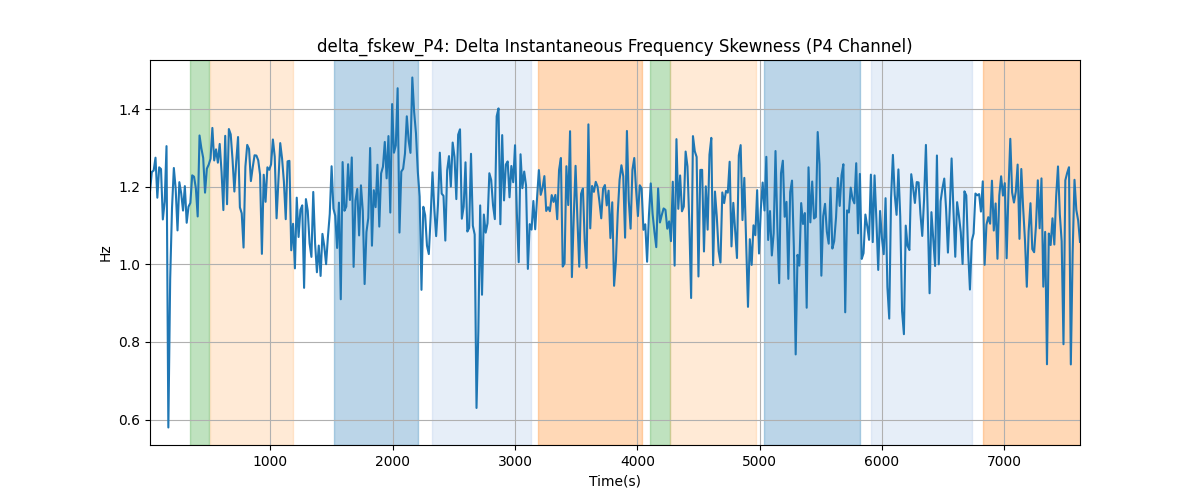 delta_fskew_P4: Delta Instantaneous Frequency Skewness (P4 Channel)
1.4
1.2
1.0
0.8
0.6
Hz
1000 2000 3000 4000 5000 6000 7000
Time(s)